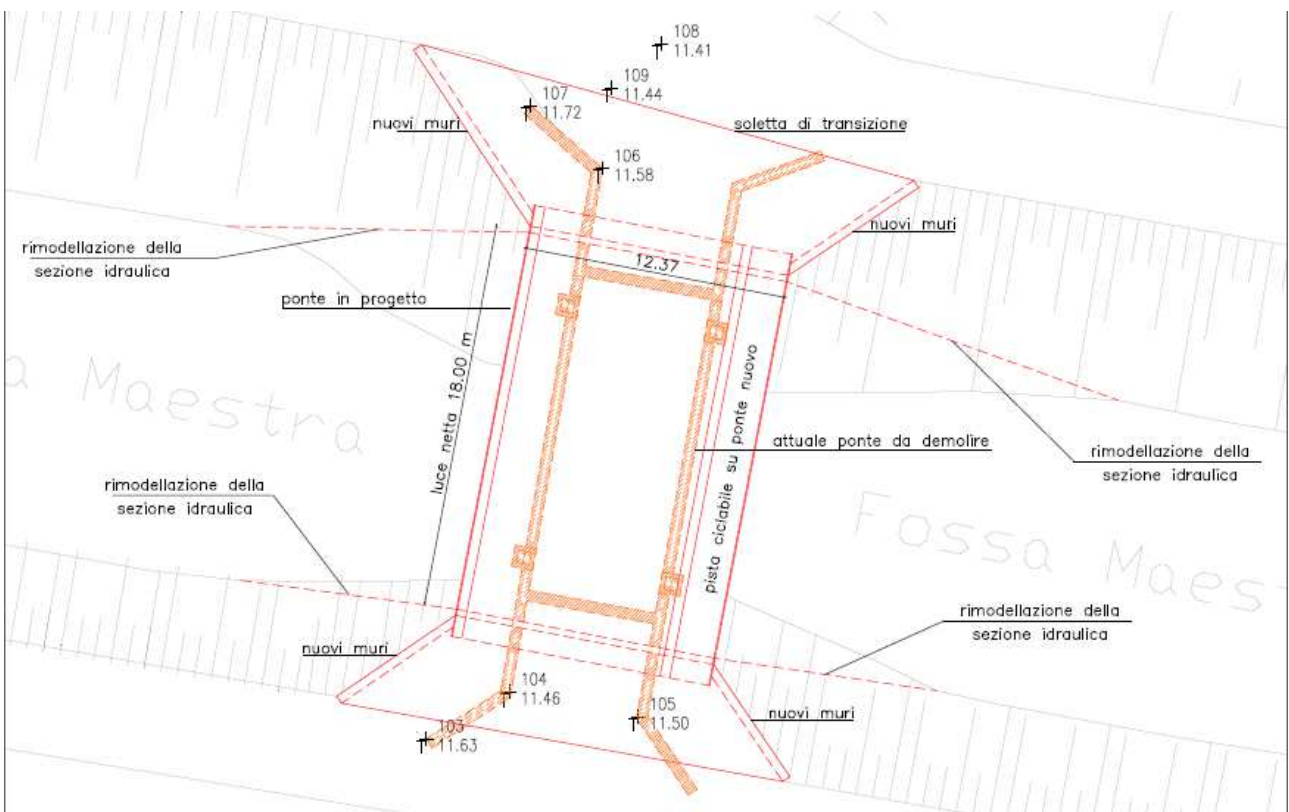 108
11.41
109
11.44
107
11.72
nuovi muri
soletta di transizione
106
11.58
nuovi muri
rimodellazione della
sezione idraulica
12.37
ponte in progetto
luce netta 18.00 m
pista ciclabile su ponte nuovo
a Maestra
attuale ponte da demolire
rimodellazione della
sezione idraulica
rimodellazione della
sezione idraulica
Fossa Maest
rimodellazione della
sezione idraulica
nuovi muri
104
11.46
105
11.50
nuovi muri
103
11.63